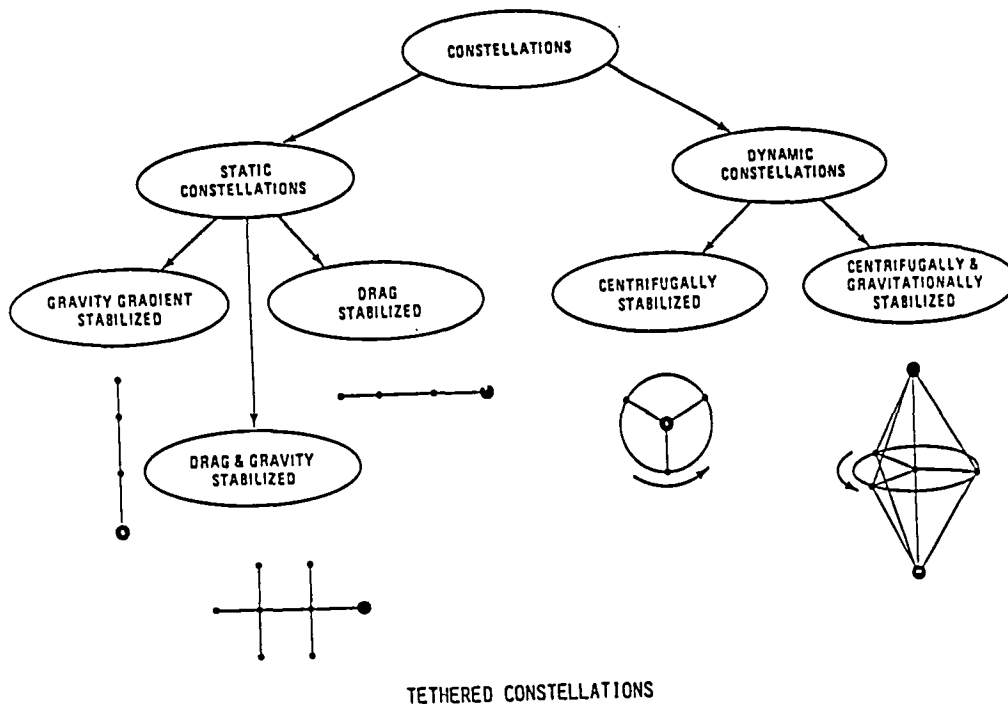 CONSTELLATIONS
STATIC
CONSTELLATIONS
DYNAMIC
CONSTELLATIONS
GRAVITY GRADIENT
STABILIZED
DRAG
STABILIZED
CENTRIFUGALLY
STABILIZED
CENTRIFUGALLY &
GRAVITATIONALLY
STABILIZED
DRAG & GRAVITY
STABILIZED
TETHERED CONSTELLATIONS